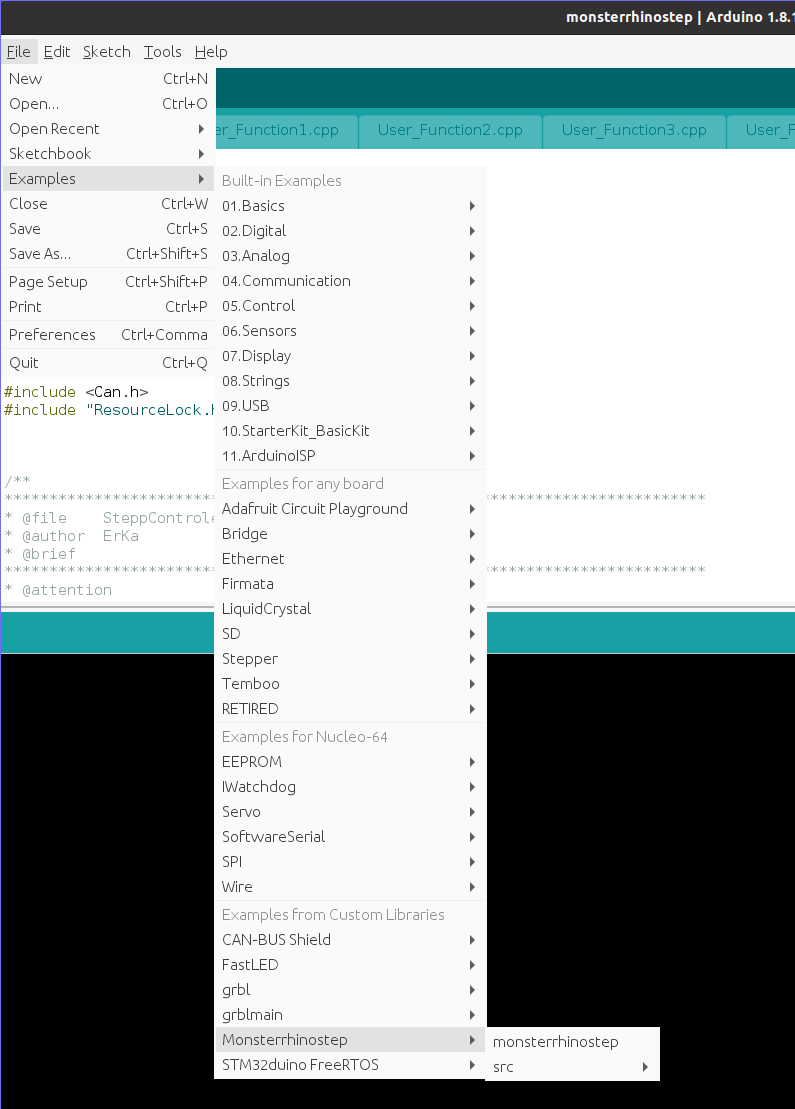 monsterrhinostep | Arduino 1.8.1
File Edit Sketch Tools Help
New Ctrl+N
Open... Ctrl+O
Open Recent
Sketchbook
Examples
Close Ctrl+W
Save Ctrl+S
Save As... Ctrl+Shift+S
Page Setup Ctrl+Shift+P
Print Ctrl+P
Preferences Ctrl+Comma
Quit Ctrl+Q
er_Function1.cpp User_Function2.cpp User_Function3.cpp User_F
Built-in Examples
01.Basics
02.Digital
03.Analog
04.Communication
05.Control
06.Sensors
07.Display
08.Strings
09.USB
10.StarterKit_BasicKit
11.ArduinoISP
Examples for any board
Adafruit Circuit Playground
Bridge
Ethernet
Firmata
LiquidCrystal
SD
Stepper
Temboo
RETIRED
Examples for Nucleo-64
EEPROM
IWatchdog
Servo
SoftwareSerial
SPI
Wire
Examples from Custom Libraries
CAN-BUS Shield
FastLED
grbl
grblmain
Monsterrhinostep
STM32duino FreeRTOS
monsterrhinostep
src
#include <Can.h>
#include "ResourceLock.h
/**
* @file SteppControle
* @author ErKa
* @brief
* @attention